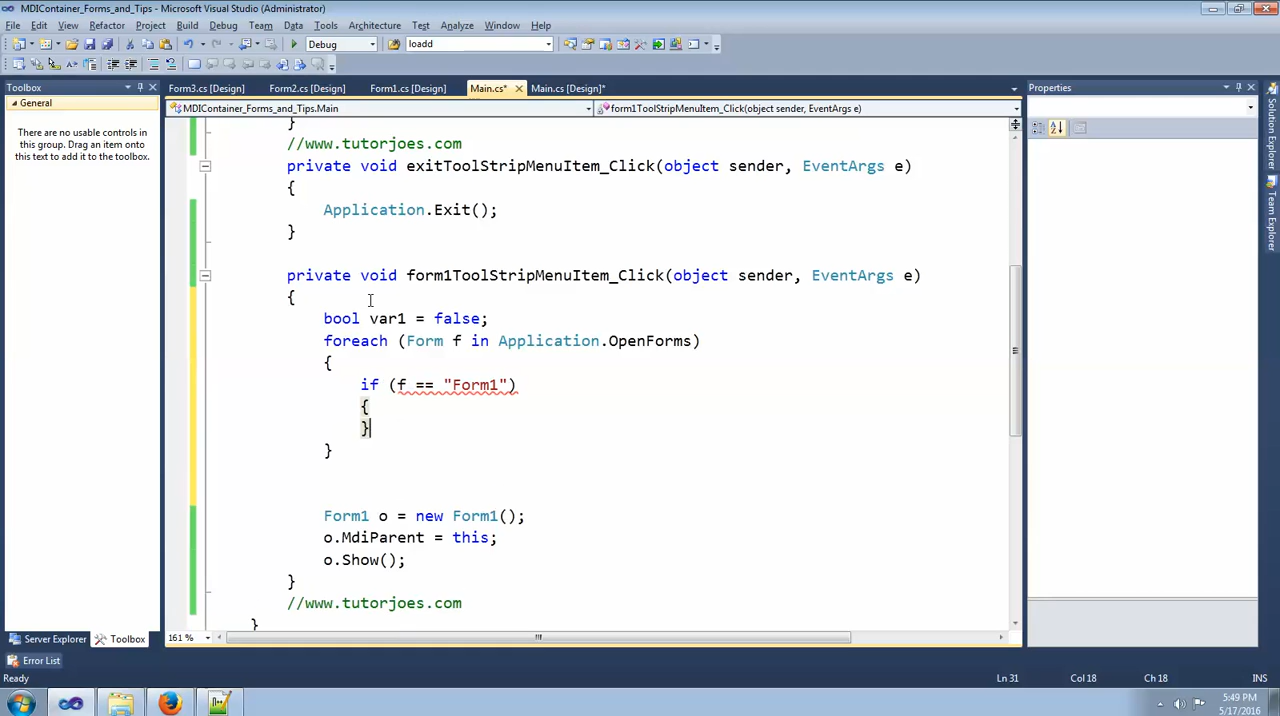 MDIContainer_Forms_and_Tips - Microsoft Visual Studio (Administrator)
File Edit View Refactor Project Build Debug Team Data Tools Architecture Test Analyze Window Help
Debug loadd
Toolbox
General
There are no usable controls in
this group. Drag an item onto
this text to add it to the toolbox.
Form3.cs [Design] Form2.cs [Design] Form1.cs [Design] Main.cs* Main.cs [Design]*
MDIContainer_Forms_and_Tips.Main form1ToolStripMenuItem_Click(object sender, EventArgs e)
}
//www.tutorjoes.com
private void exitToolStripMenuItem_Click(object sender, EventArgs e)
{
Application.Exit();
}
private void form1ToolStripMenuItem_Click(object sender, EventArgs e)
{
bool var1 = false;
foreach (Form f in Application.OpenForms)
{
if (f == "Form1")
{
}
}
Form1 o = new Form1();
o.MdiParent = this;
o.Show();
}
//www.tutorjoes.com
}
161 %
Properties
Solution Explorer
Team Explorer
Server Explorer Toolbox
Error List
Ready Ln 31 Col 18 Ch 18 INS
5:49 PM
5/17/2016